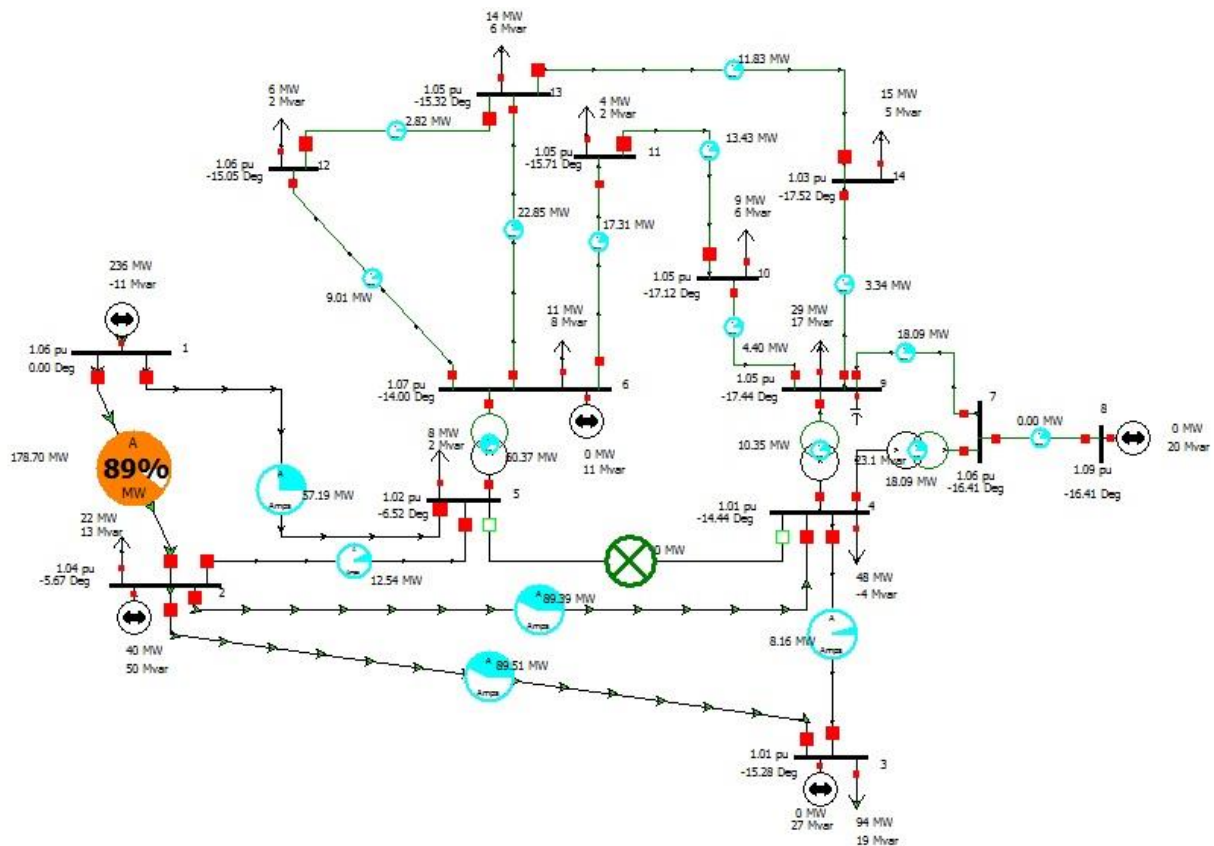 14 MW
6 Mvar
11.83 MW
1.05 pu
-15.32 Deg
13
6 MW
2 Mvar
2.82 MW
4 MW
2 Mvar
13.43 MW
15 MW
5 Mvar
1.06 pu
-15.05 Deg
12
1.05 pu
-15.71 Deg
11
1.03 pu
-17.52 Deg
14
22.85 MW
17.31 MW
9 MW
6 Mvar
236 MW
-11 Mvar
9.01 MW
1.05 pu
-17.12 Deg
10
3.34 MW
11 MW
8 Mvar
29 MW
17 Mvar
4.40 MW
18.09 MW
1.06 pu
0.00 Deg
1
1.07 pu
-14.00 Deg
6
1.05 pu
-17.44 Deg
9
7
0.00 MW
8
0 MW
20 Mvar
8 MW
2 Mvar
60.37 MW
0 MW
11 Mvar
10.35 MW
23.1 Mvar
18.09 MW
1.06 pu
-16.41 Deg
1.09 pu
-16.41 Deg
178.70 MW
A
89%
MW
A
57.19 MW
Amps
1.02 pu
-6.52 Deg
5
1.01 pu
-14.44 Deg
4
22 MW
13 Mvar
0 MW
12.54 MW
1.04 pu
-5.67 Deg
2
48 MW
-4 Mvar
A
89.39 MW
Amps
A
8.16 MW
Amps
40 MW
50 Mvar
A
89.51 MW
Amps
1.01 pu
-15.28 Deg
3
0 MW
27 Mvar
94 MW
19 Mvar